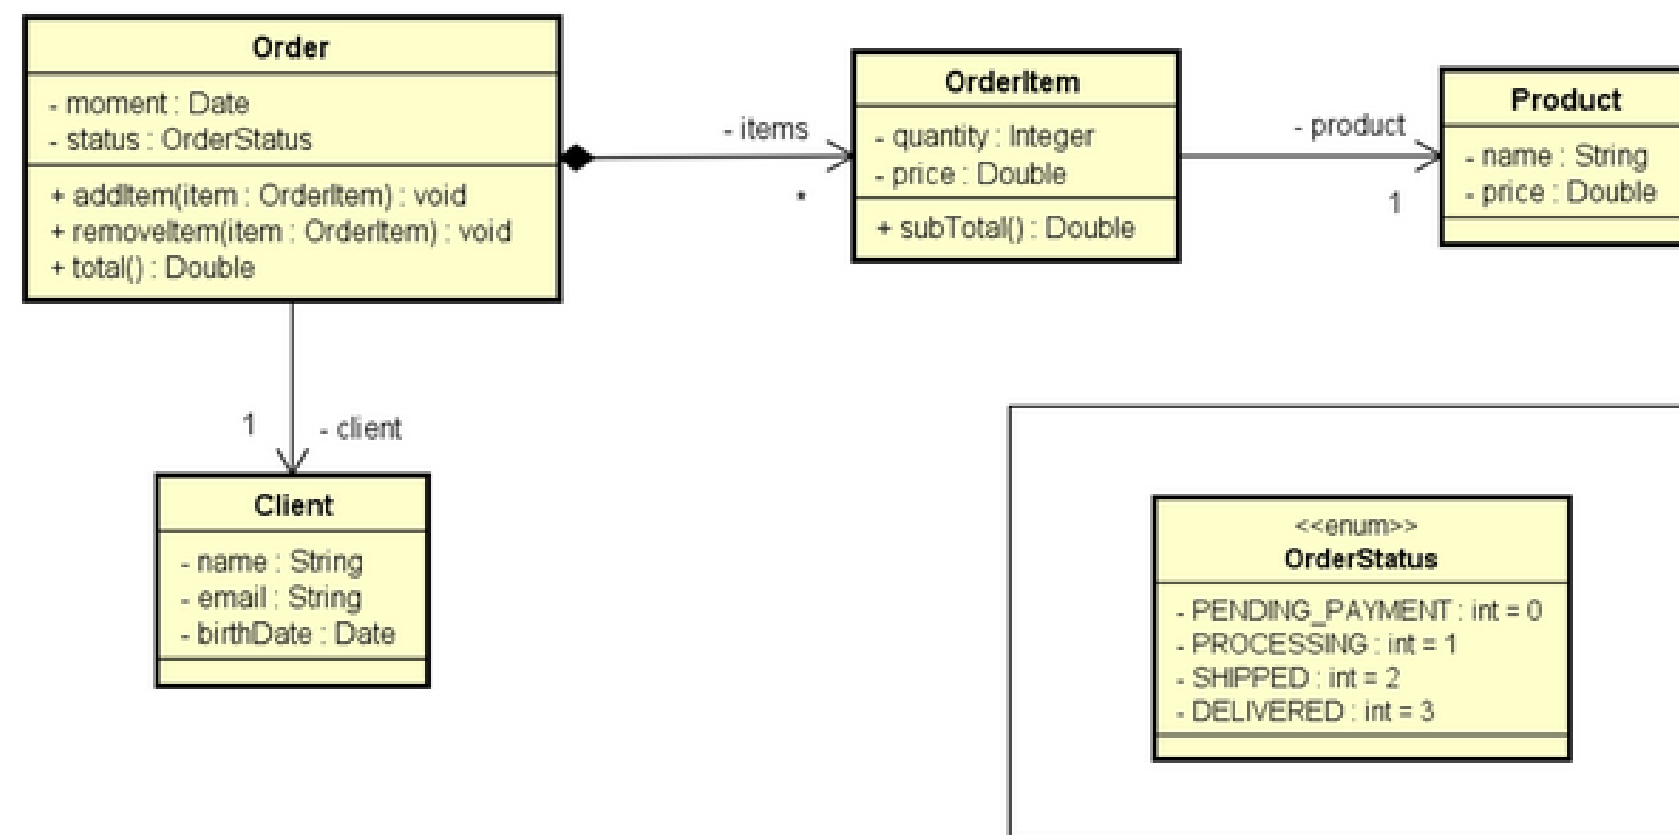 Order
- moment : Date
- status : OrderStatus
+ addItem(item : OrderItem) : void
+ removeItem(item : OrderItem) : void
+ total() : Double
- items
*
OrderItem
- quantity : Integer
- price : Double
+ subTotal() : Double
- product
1
Product
- name : String
- price : Double
1
- client
Client
- name : String
- email : String
- birthDate : Date
<<enum>>
OrderStatus
- PENDING_PAYMENT : int = 0
- PROCESSING : int = 1
- SHIPPED : int = 2
- DELIVERED : int = 3